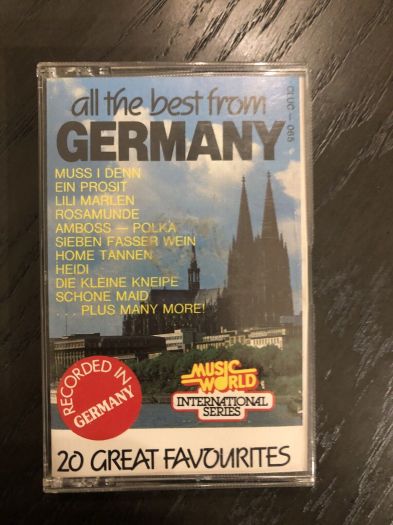 all the best from
GERMANY
CLUC - 065
MUSS I DENN
EIN PROSIT
LILI MARLEN
ROSAMUNDE
AMBOSS — POLKA
SIEBEN FASSER WEIN
HOME TANNEN
HEIDI
DIE KLEINE KNEIPE
SCHONE MAID
. . . PLUS MANY MORE!
RECORDED IN
GERMANY
MUSIC
WORLD
INTERNATIONAL
SERIES
20 GREAT FAVOURITES